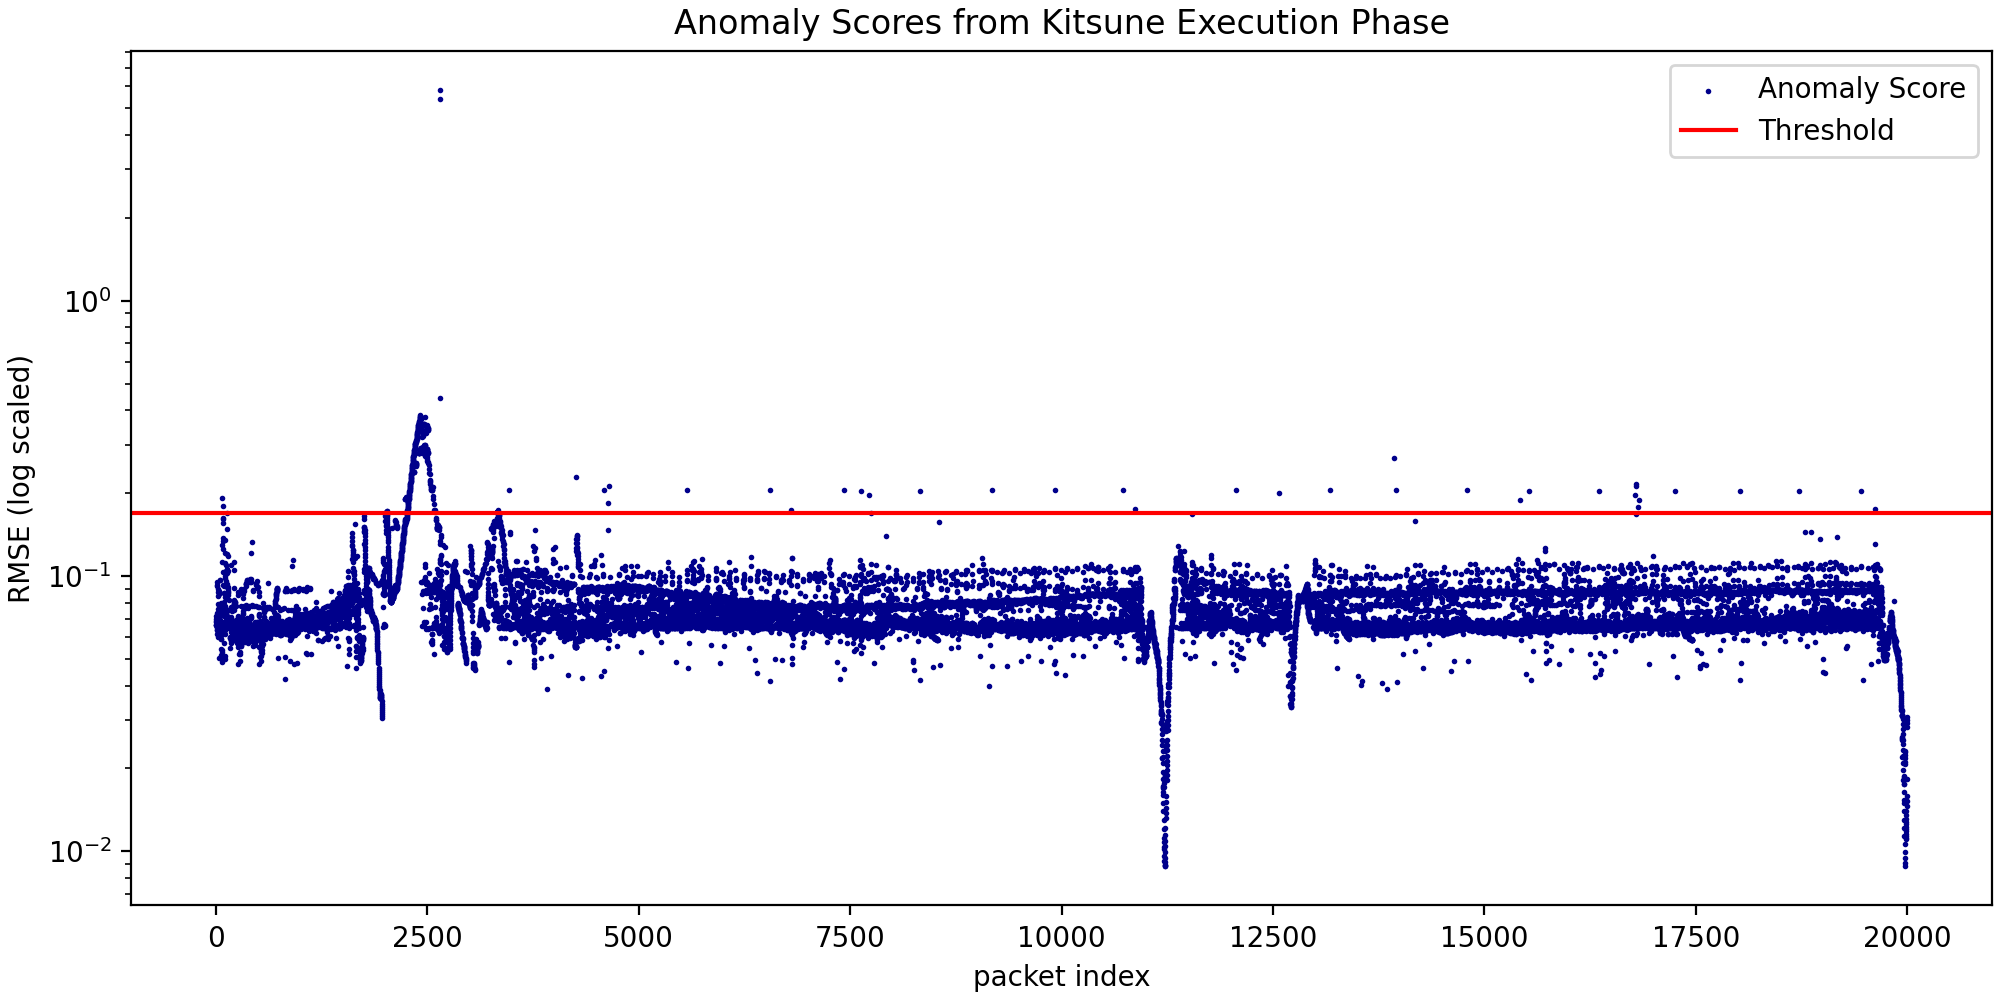 Anomaly Scores from Kitsune Execution Phase
Anomaly Score
Threshold
RMSE (log scaled)
10⁰
10⁻¹
10⁻²
0 2500 5000 7500 10000 12500 15000 17500 20000
packet index